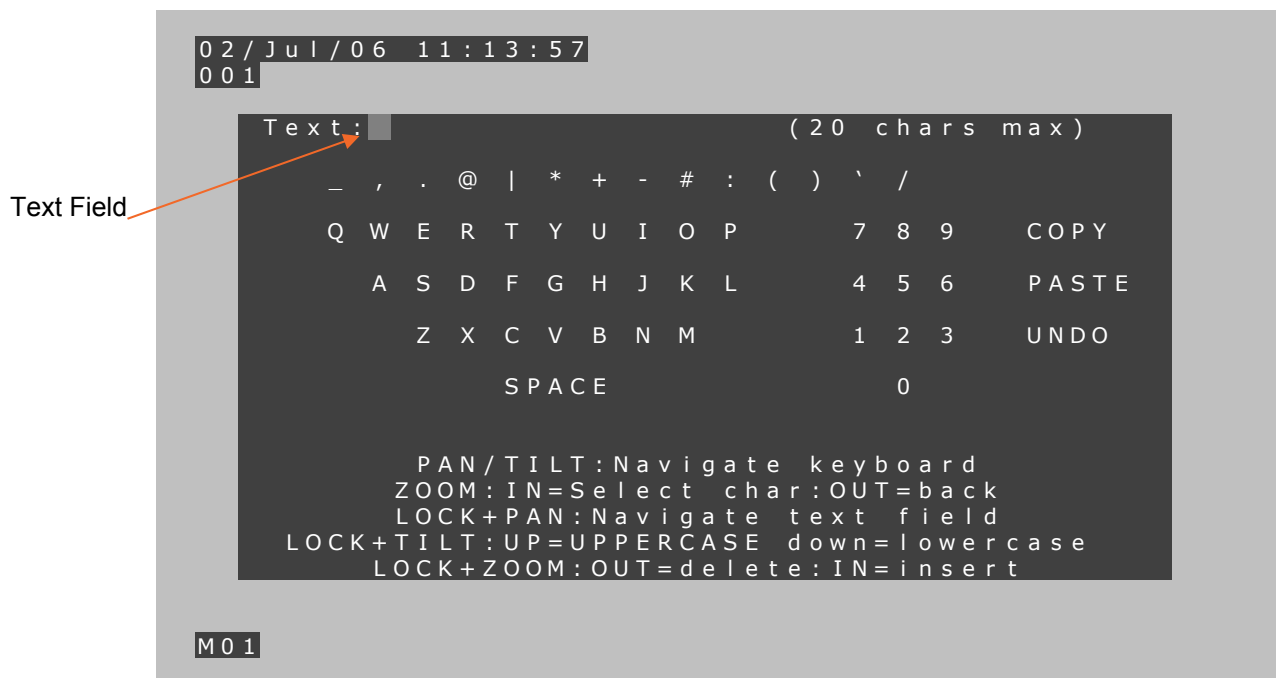 02/Jul/06 11:13:57
001
Text: (20 chars max)
_ , . @ | * + - # : ( ) ` /
Text Field
Q W E R T Y U I O P 7 8 9 COPY
A S D F G H J K L 4 5 6 PASTE
Z X C V B N M 1 2 3 UNDO
SPACE 0
PAN/TILT:Navigate keyboard
ZOOM:IN=Select char:OUT=back
LOCK+PAN:Navigate text field
LOCK+TILT:UP=UPPERCASE down=lowercase
LOCK+ZOOM:OUT=delete:IN=insert
M01